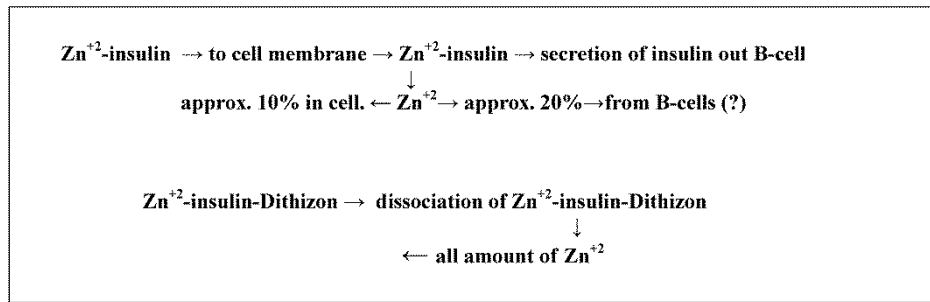 Zn⁺²-insulin → to cell membrane → Zn⁺²-insulin → secretion of insulin out B-cell
↓
approx. 10% in cell. ← Zn⁺² → approx. 20%→from B-cells (?)
Zn⁺²-insulin-Dithizon → dissociation of Zn⁺²-insulin-Dithizon
↓
← all amount of Zn⁺²